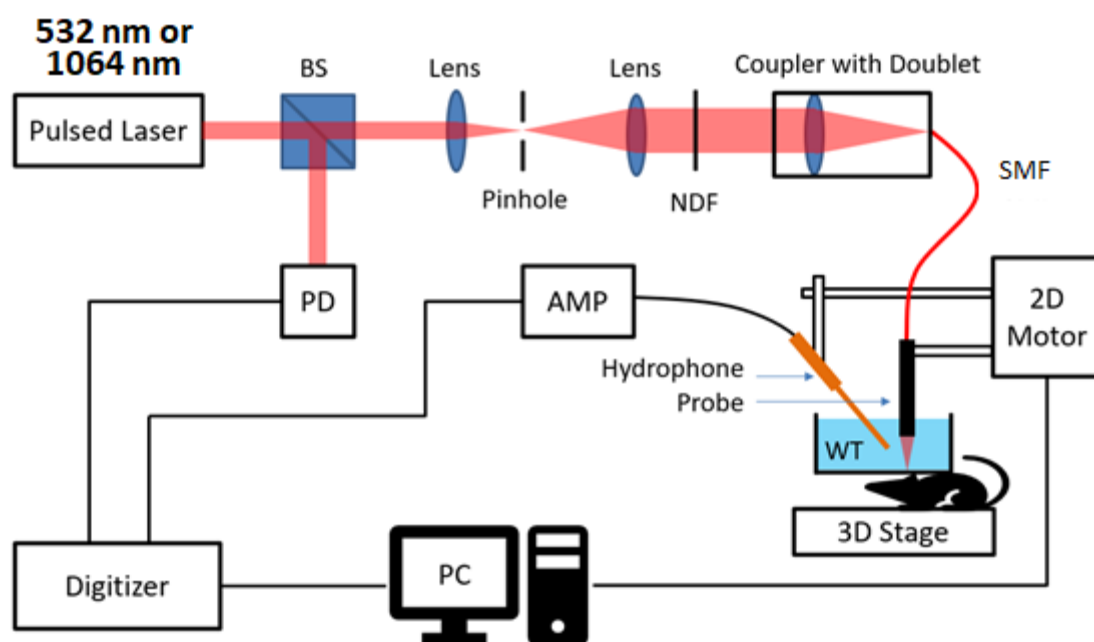 532 nm or
1064 nm
BS
Lens
Lens
Coupler with Doublet
Pulsed Laser
SMF
Pinhole
NDF
PD
AMP
2D
Motor
Hydrophone
Probe
WT
3D Stage
Digitizer
PC